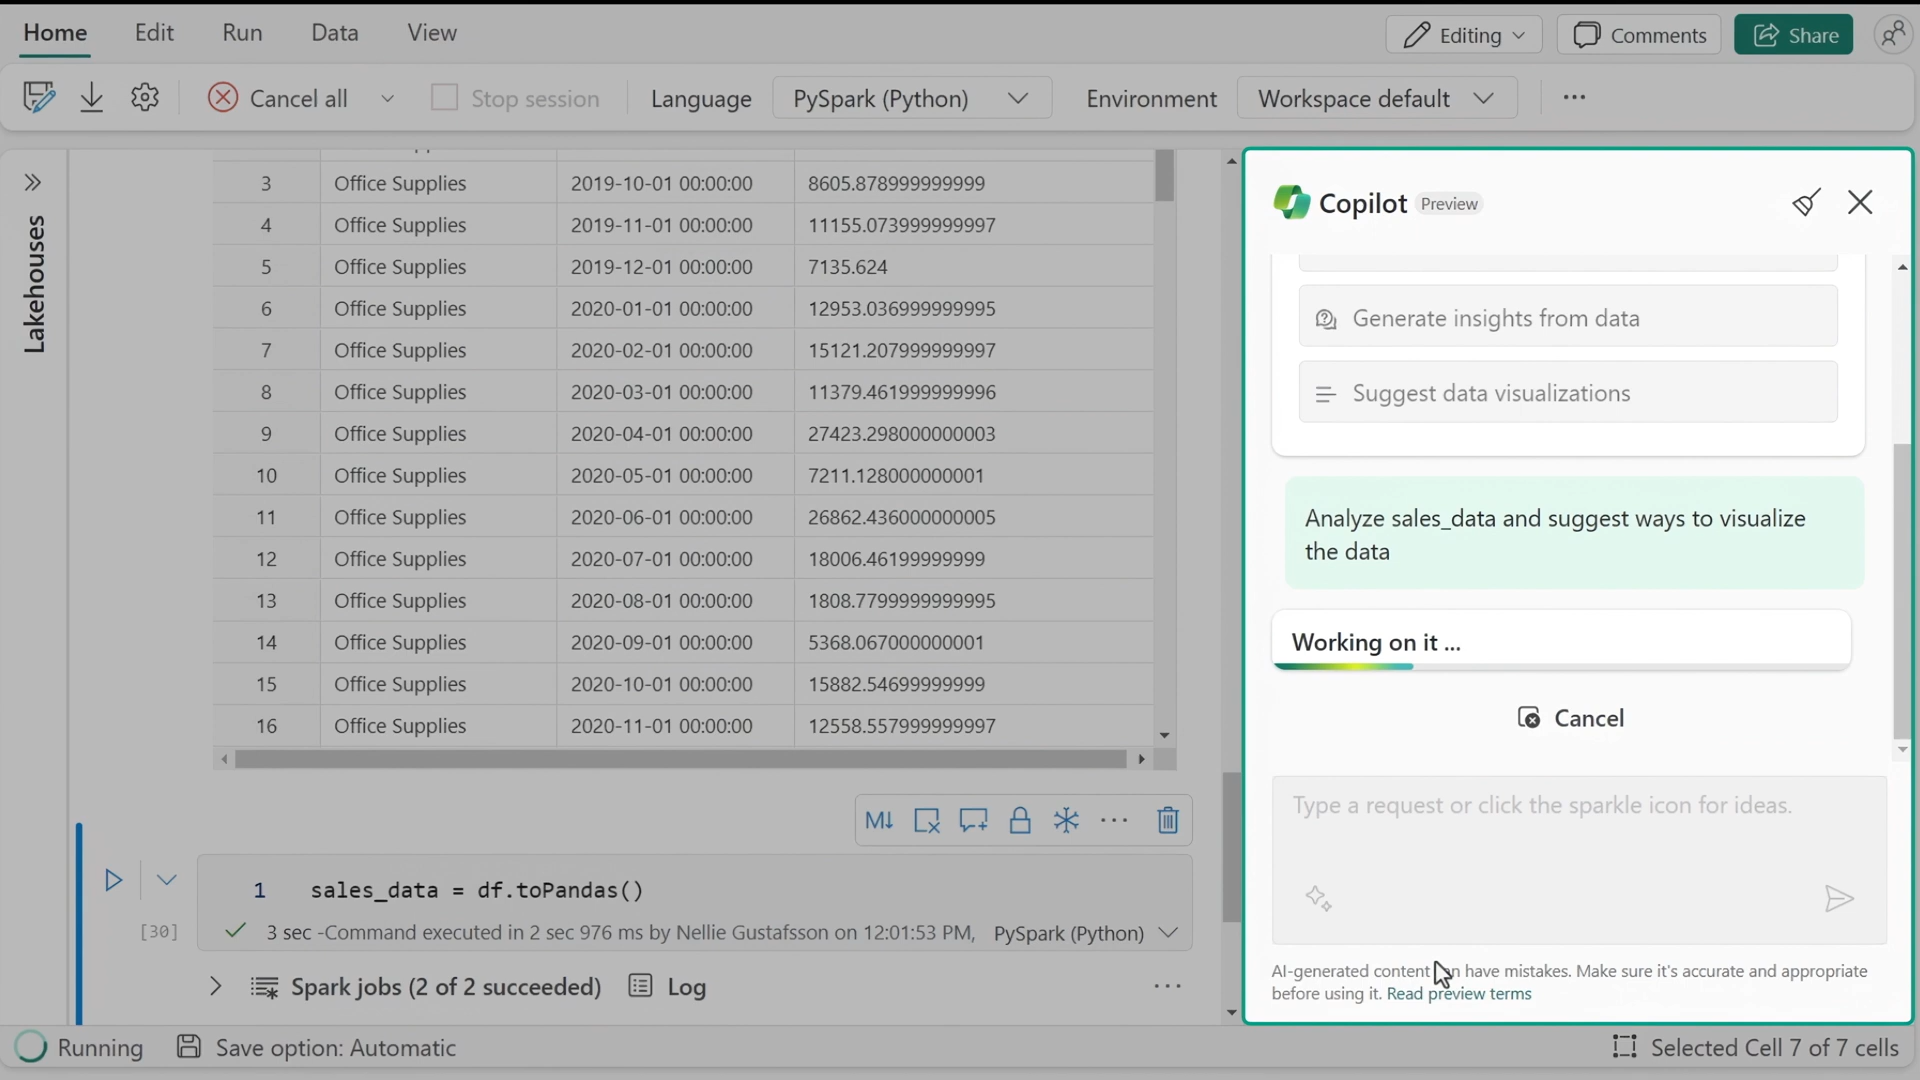 Home Edit Run Data View Editing Comments Share
Cancel all Stop session Language PySpark (Python) Environment Workspace default ...
Lakehouses
3 Office Supplies 2019-10-01 00:00:00 8605.878999999999
4 Office Supplies 2019-11-01 00:00:00 11155.073999999997
5 Office Supplies 2019-12-01 00:00:00 7135.624
6 Office Supplies 2020-01-01 00:00:00 12953.036999999995
7 Office Supplies 2020-02-01 00:00:00 15121.207999999997
8 Office Supplies 2020-03-01 00:00:00 11379.461999999996
9 Office Supplies 2020-04-01 00:00:00 27423.298000000003
10 Office Supplies 2020-05-01 00:00:00 7211.128000000001
11 Office Supplies 2020-06-01 00:00:00 26862.436000000005
12 Office Supplies 2020-07-01 00:00:00 18006.46199999999
13 Office Supplies 2020-08-01 00:00:00 1808.7799999999995
14 Office Supplies 2020-09-01 00:00:00 5368.067000000001
15 Office Supplies 2020-10-01 00:00:00 15882.54699999999
16 Office Supplies 2020-11-01 00:00:00 12558.557999999997
M↓ ...
1 sales_data = df.toPandas()
[30] 3 sec -Command executed in 2 sec 976 ms by Nellie Gustafsson on 12:01:53 PM, PySpark (Python)
Spark jobs (2 of 2 succeeded) Log ...
Copilot Preview
Generate insights from data
Suggest data visualizations
Analyze sales_data and suggest ways to visualize
the data
Working on it ...
Cancel
Type a request or click the sparkle icon for ideas.
AI-generated content can have mistakes. Make sure it's accurate and appropriate
before using it. Read preview terms
Running Save option: Automatic Selected Cell 7 of 7 cells